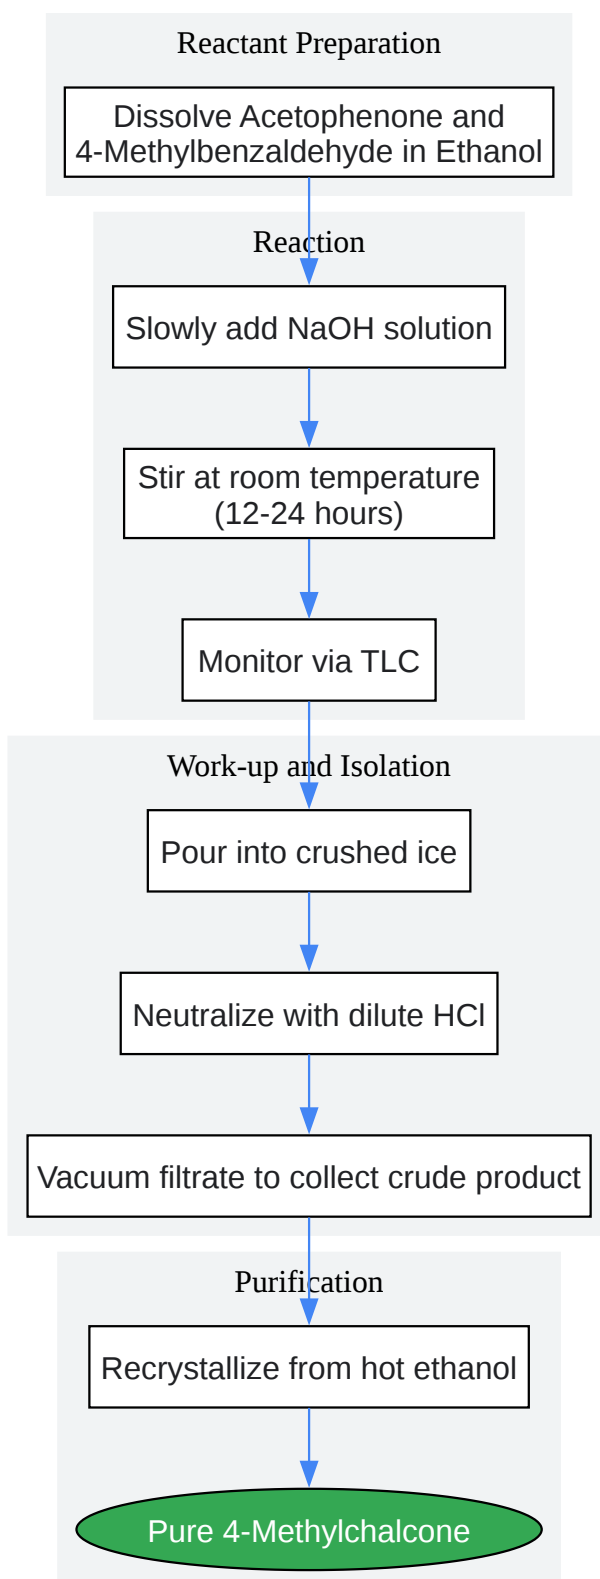 Reactant Preparation
Dissolve Acetophenone and
4-Methylbenzaldehyde in Ethanol
Reaction
Slowly add NaOH solution
Stir at room temperature
(12-24 hours)
Monitor via TLC
Work-up and Isolation
Pour into crushed ice
Neutralize with dilute HCl
Vacuum filtrate to collect crude product
Purification
Recrystallize from hot ethanol
Pure 4-Methylchalcone